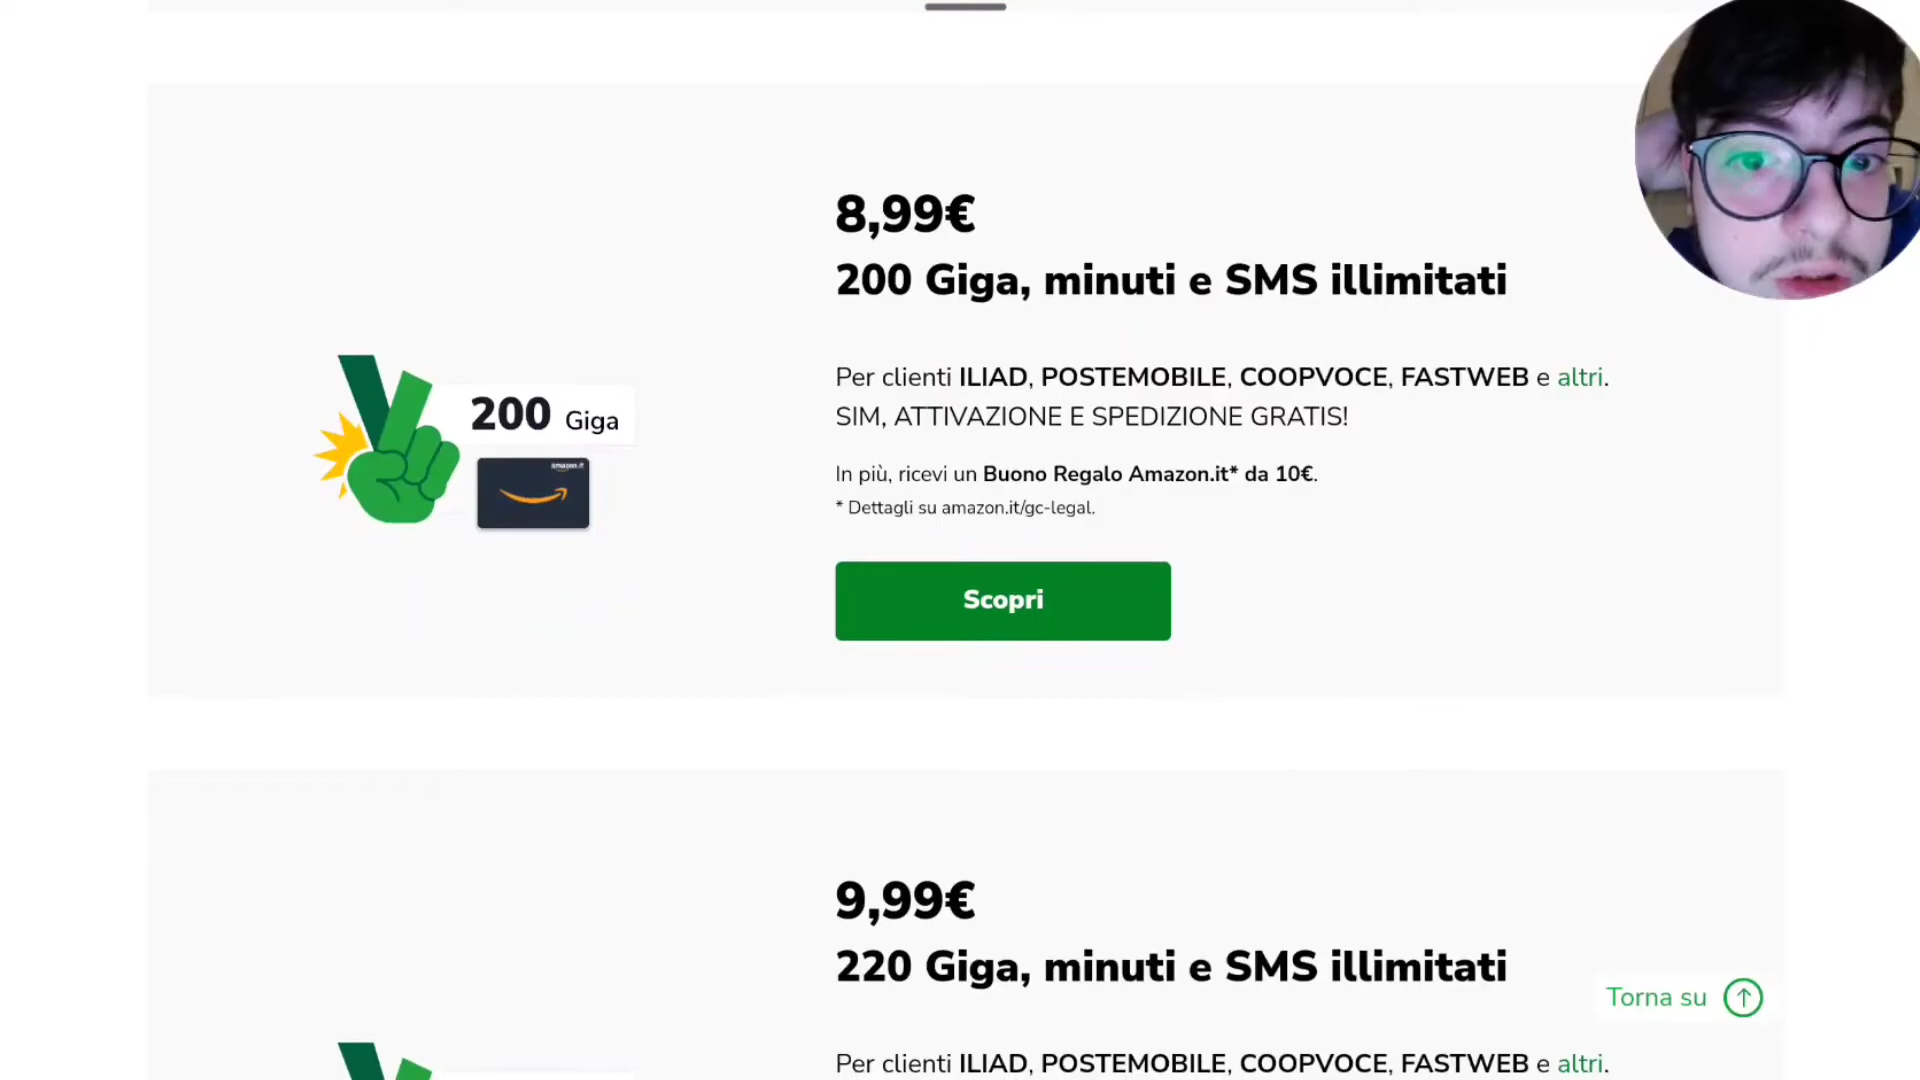 8,99€
200 Giga, minuti e SMS illimitati
200 Giga
amazon.it
Per clienti ILIAD, POSTEMOBILE, COOPVOCE, FASTWEB e altri.
SIM, ATTIVAZIONE E SPEDIZIONE GRATIS!
In più, ricevi un Buono Regalo Amazon.it* da 10€.
* Dettagli su amazon.it/gc-legal.
Scopri
9,99€
220 Giga, minuti e SMS illimitati
Torna su
Per clienti ILIAD, POSTEMOBILE, COOPVOCE, FASTWEB e altri.